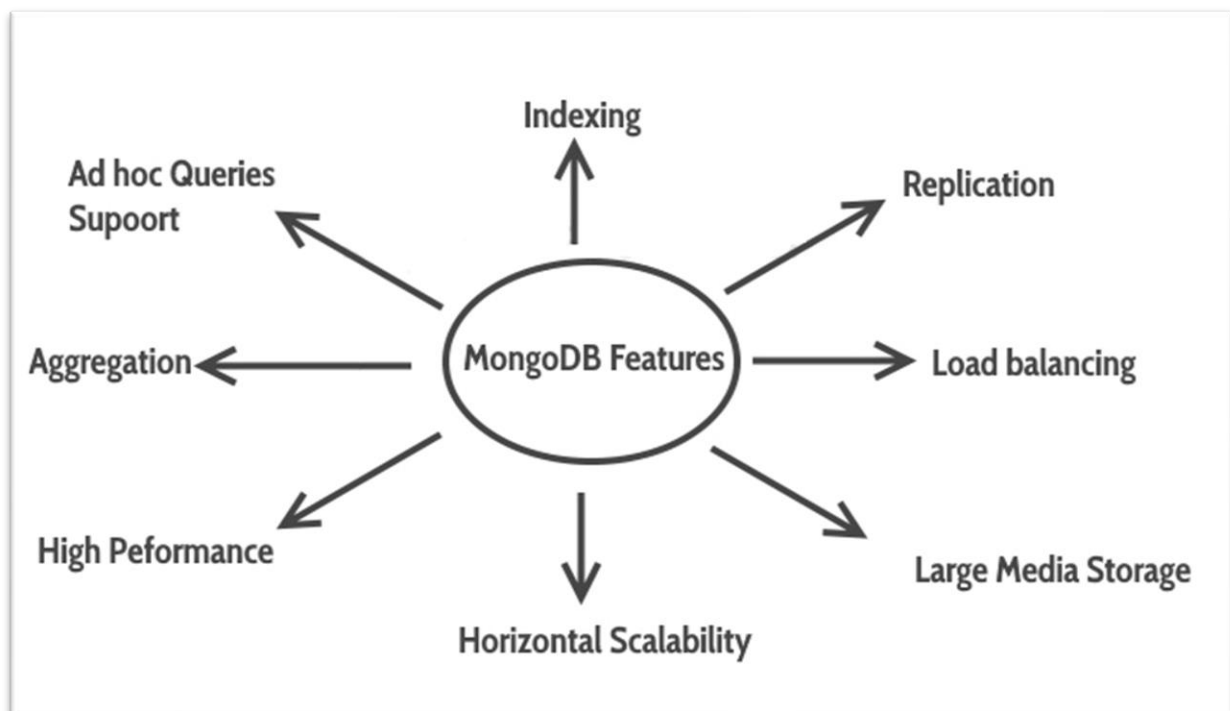 Indexing
Ad hoc Queries
Supoort
Replication
Aggregation
MongoDB Features
Load balancing
High Peformance
Large Media Storage
Horizontal Scalability